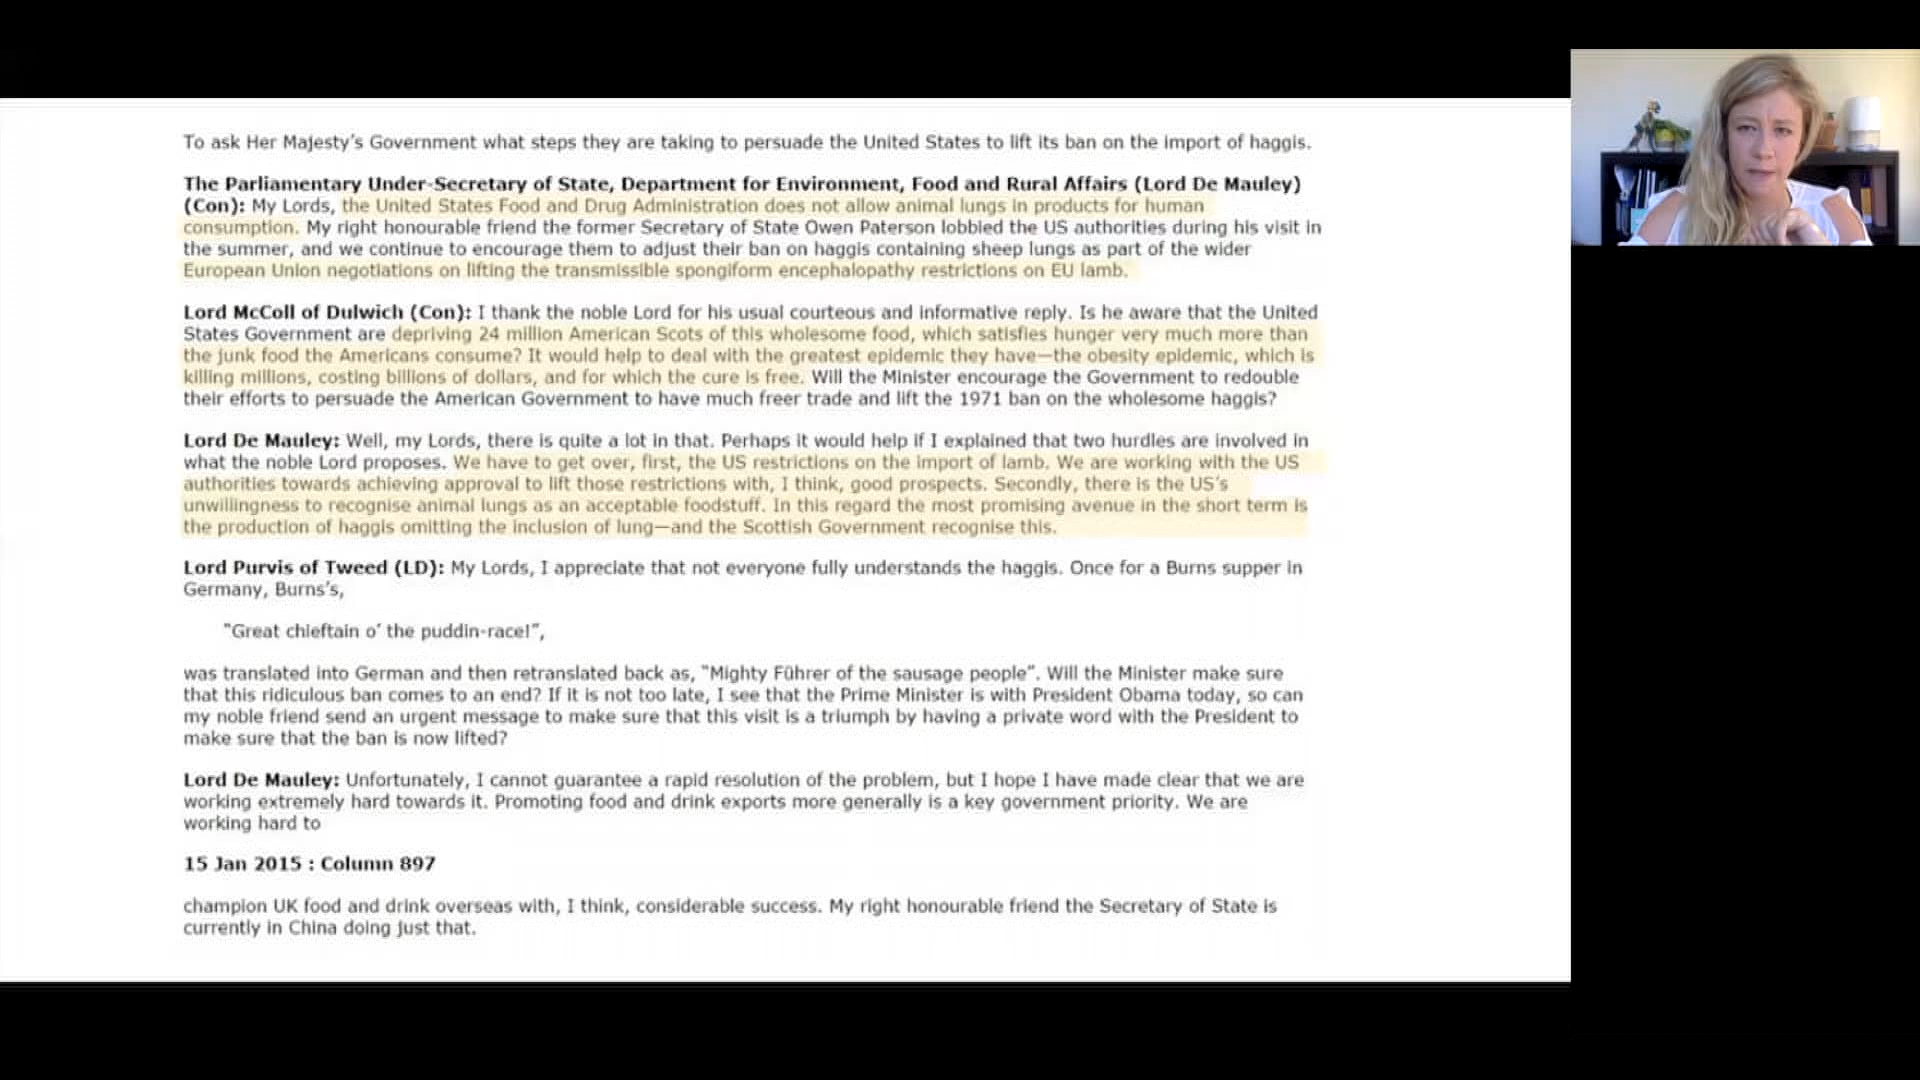 To ask Her Majesty's Government what steps they are taking to persuade the United States to lift its ban on the import of haggis.
The Parliamentary Under-Secretary of State, Department for Environment, Food and Rural Affairs (Lord De Mauley)
(Con): My Lords, the United States Food and Drug Administration does not allow animal lungs in products for human
consumption. My right honourable friend the former Secretary of State Owen Paterson lobbied the US authorities during his visit in
the summer, and we continue to encourage them to adjust their ban on haggis containing sheep lungs as part of the wider
European Union negotiations on lifting the transmissible spongiform encephalopathy restrictions on EU lamb.
Lord McColl of Dulwich (Con): I thank the noble Lord for his usual courteous and informative reply. Is he aware that the United
States Government are depriving 24 million American Scots of this wholesome food, which satisfies hunger very much more than
the junk food the Americans consume? It would help to deal with the greatest epidemic they have—the obesity epidemic, which is
killing millions, costing billions of dollars, and for which the cure is free. Will the Minister encourage the Government to redouble
their efforts to persuade the American Government to have much freer trade and lift the 1971 ban on the wholesome haggis?
Lord De Mauley: Well, my Lords, there is quite a lot in that. Perhaps it would help if I explained that two hurdles are involved in
what the noble Lord proposes. We have to get over, first, the US restrictions on the import of lamb. We are working with the US
authorities towards achieving approval to lift those restrictions with, I think, good prospects. Secondly, there is the US's
unwillingness to recognise animal lungs as an acceptable foodstuff. In this regard the most promising avenue in the short term is
the production of haggis omitting the inclusion of lung—and the Scottish Government recognise this.
Lord Purvis of Tweed (LD): My Lords, I appreciate that not everyone fully understands the haggis. Once for a Burns supper in
Germany, Burns's,
"Great chieftain o' the puddin-race!",
was translated into German and then retranslated back as, "Mighty Führer of the sausage people". Will the Minister make sure
that this ridiculous ban comes to an end? If it is not too late, I see that the Prime Minister is with President Obama today, so can
my noble friend send an urgent message to make sure that this visit is a triumph by having a private word with the President to
make sure that the ban is now lifted?
Lord De Mauley: Unfortunately, I cannot guarantee a rapid resolution of the problem, but I hope I have made clear that we are
working extremely hard towards it. Promoting food and drink exports more generally is a key government priority. We are
working hard to
15 Jan 2015 : Column 897
champion UK food and drink overseas with, I think, considerable success. My right honourable friend the Secretary of State is
currently in China doing just that.